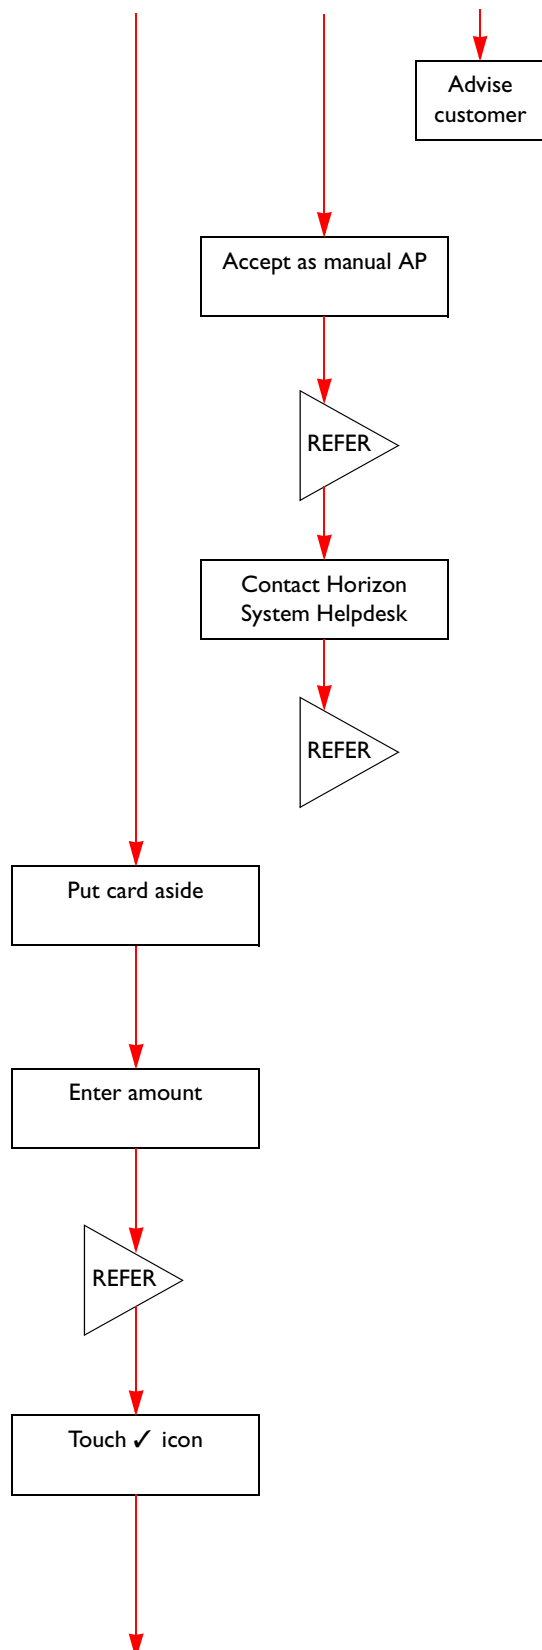 Advise
customer
Accept as manual AP
REFER
Contact Horizon
System Helpdesk
REFER
Put card aside
Enter amount
REFER
Touch ✓ icon